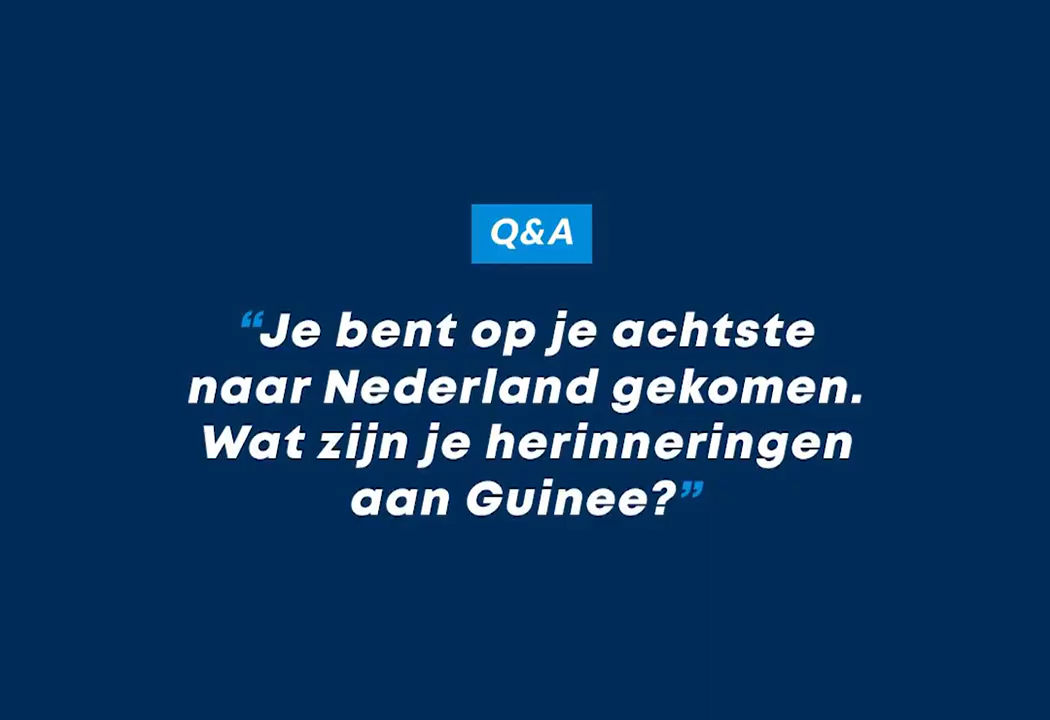 Q&A
“Je bent op je achtste
naar Nederland gekomen.
Wat zijn je herinneringen
aan Guinee?”